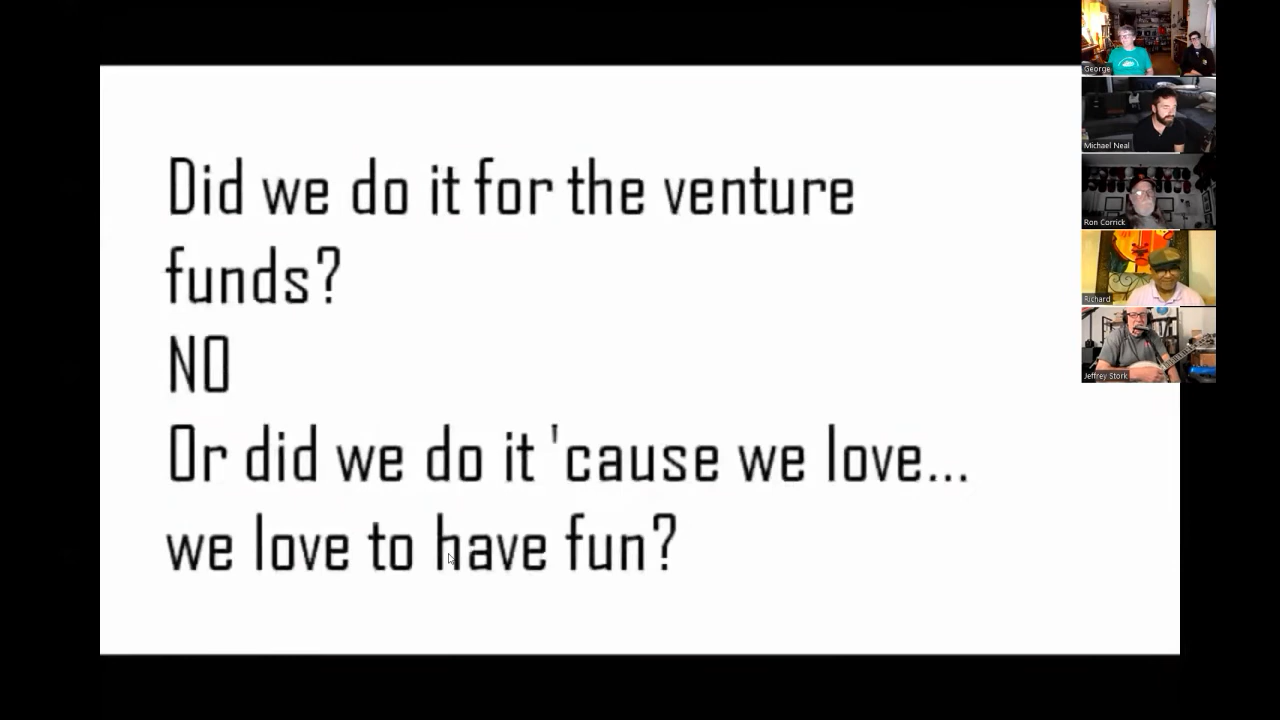 Did we do it for the venture
funds?
NO
Or did we do it 'cause we love...
we love to have fun?
George
Michael Neal
Ron Corrick
Richard
Jeffrey Stork